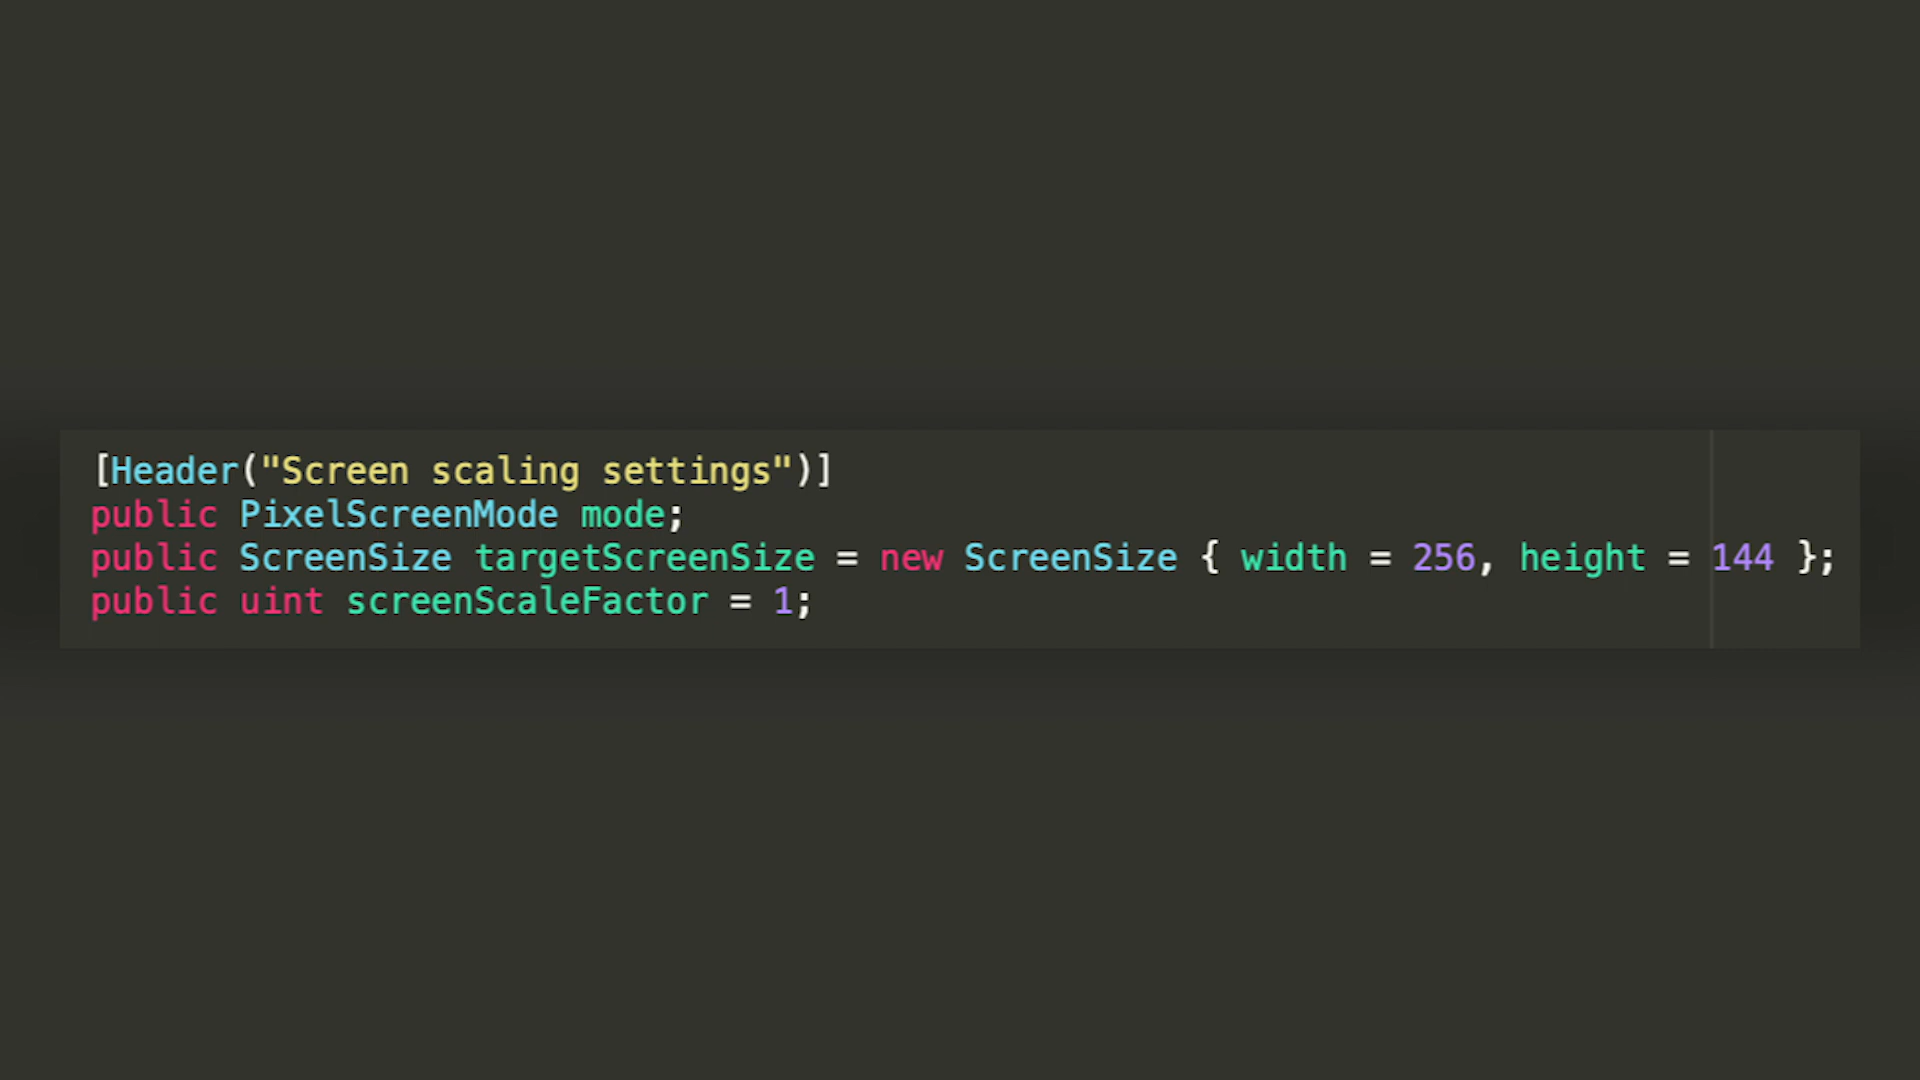 [Header("Screen scaling settings")]
public PixelScreenMode mode;
public ScreenSize targetScreenSize = new ScreenSize { width = 256, height = 144 };
public uint screenScaleFactor = 1;